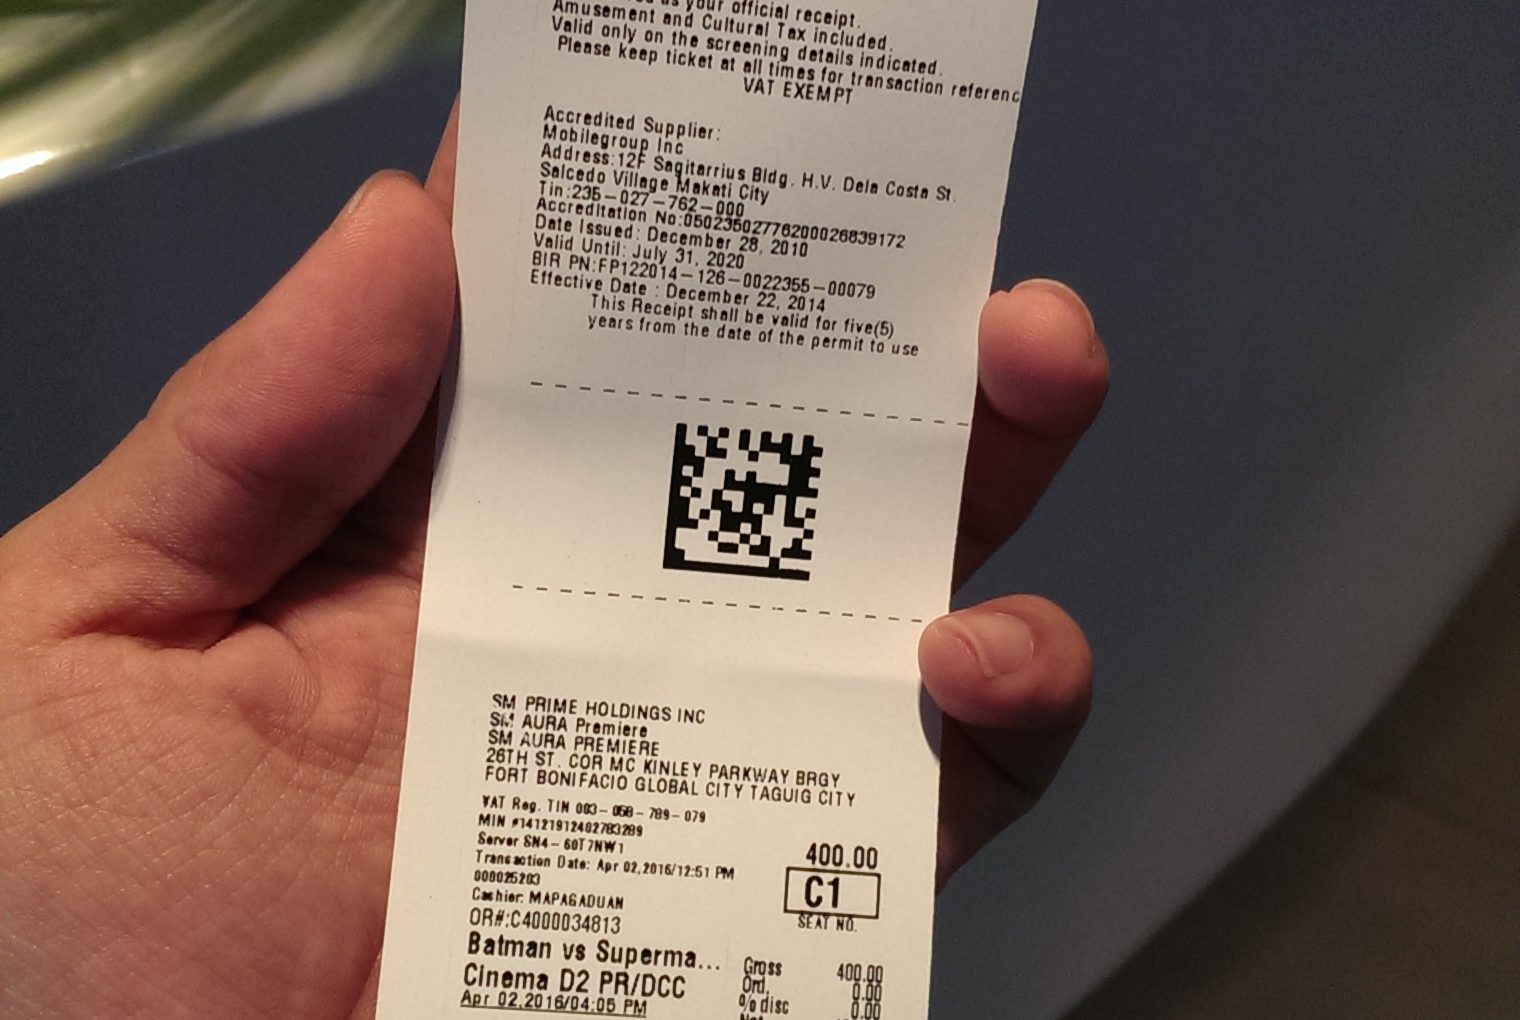 as your official receipt.
Amusement and Cultural Tax included.
Valid only on the screening details indicated.
Please keep ticket at all times for transaction referenc
VAT EXEMPT
Accredited Supplier:
Mobilegroup Inc
Address:12F Sagitarrius Bldg. H.V. Dela Costa St.
Salcedo Village Makati City
Tin:235-027-762-000
Accreditation No:05023502776200026839172
Date Issued: December 28, 2010
Valid Until: July 31, 2020
BIR PN:FP122014-126-0022355-00079
Effective Date : December 22, 2014
This Receipt shall be valid for five(5)
years from the date of the permit to use
SM PRIME HOLDINGS INC
SM AURA Premiere
SM AURA PREMIERE
26TH ST. COR MC KINLEY PARKWAY BRGY
FORT BONIFACIO GLOBAL CITY TAGUIG CITY
VAT Reg. TIN 003-058-789-079
MIN #14121912402783289
Server SN4-60T7NW1
Transaction Date: Apr 02,2016/12:51 PM
000025203
Cashier: MAPAGADUAN
OR#:C4000034813
400.00
C1
SEAT NO.
Batman vs Superma...
Cinema D2 PR/DCC
Apr 02,2016/04:05 PM
Gross 400.00
Ord. 0.00
% disc 0.00